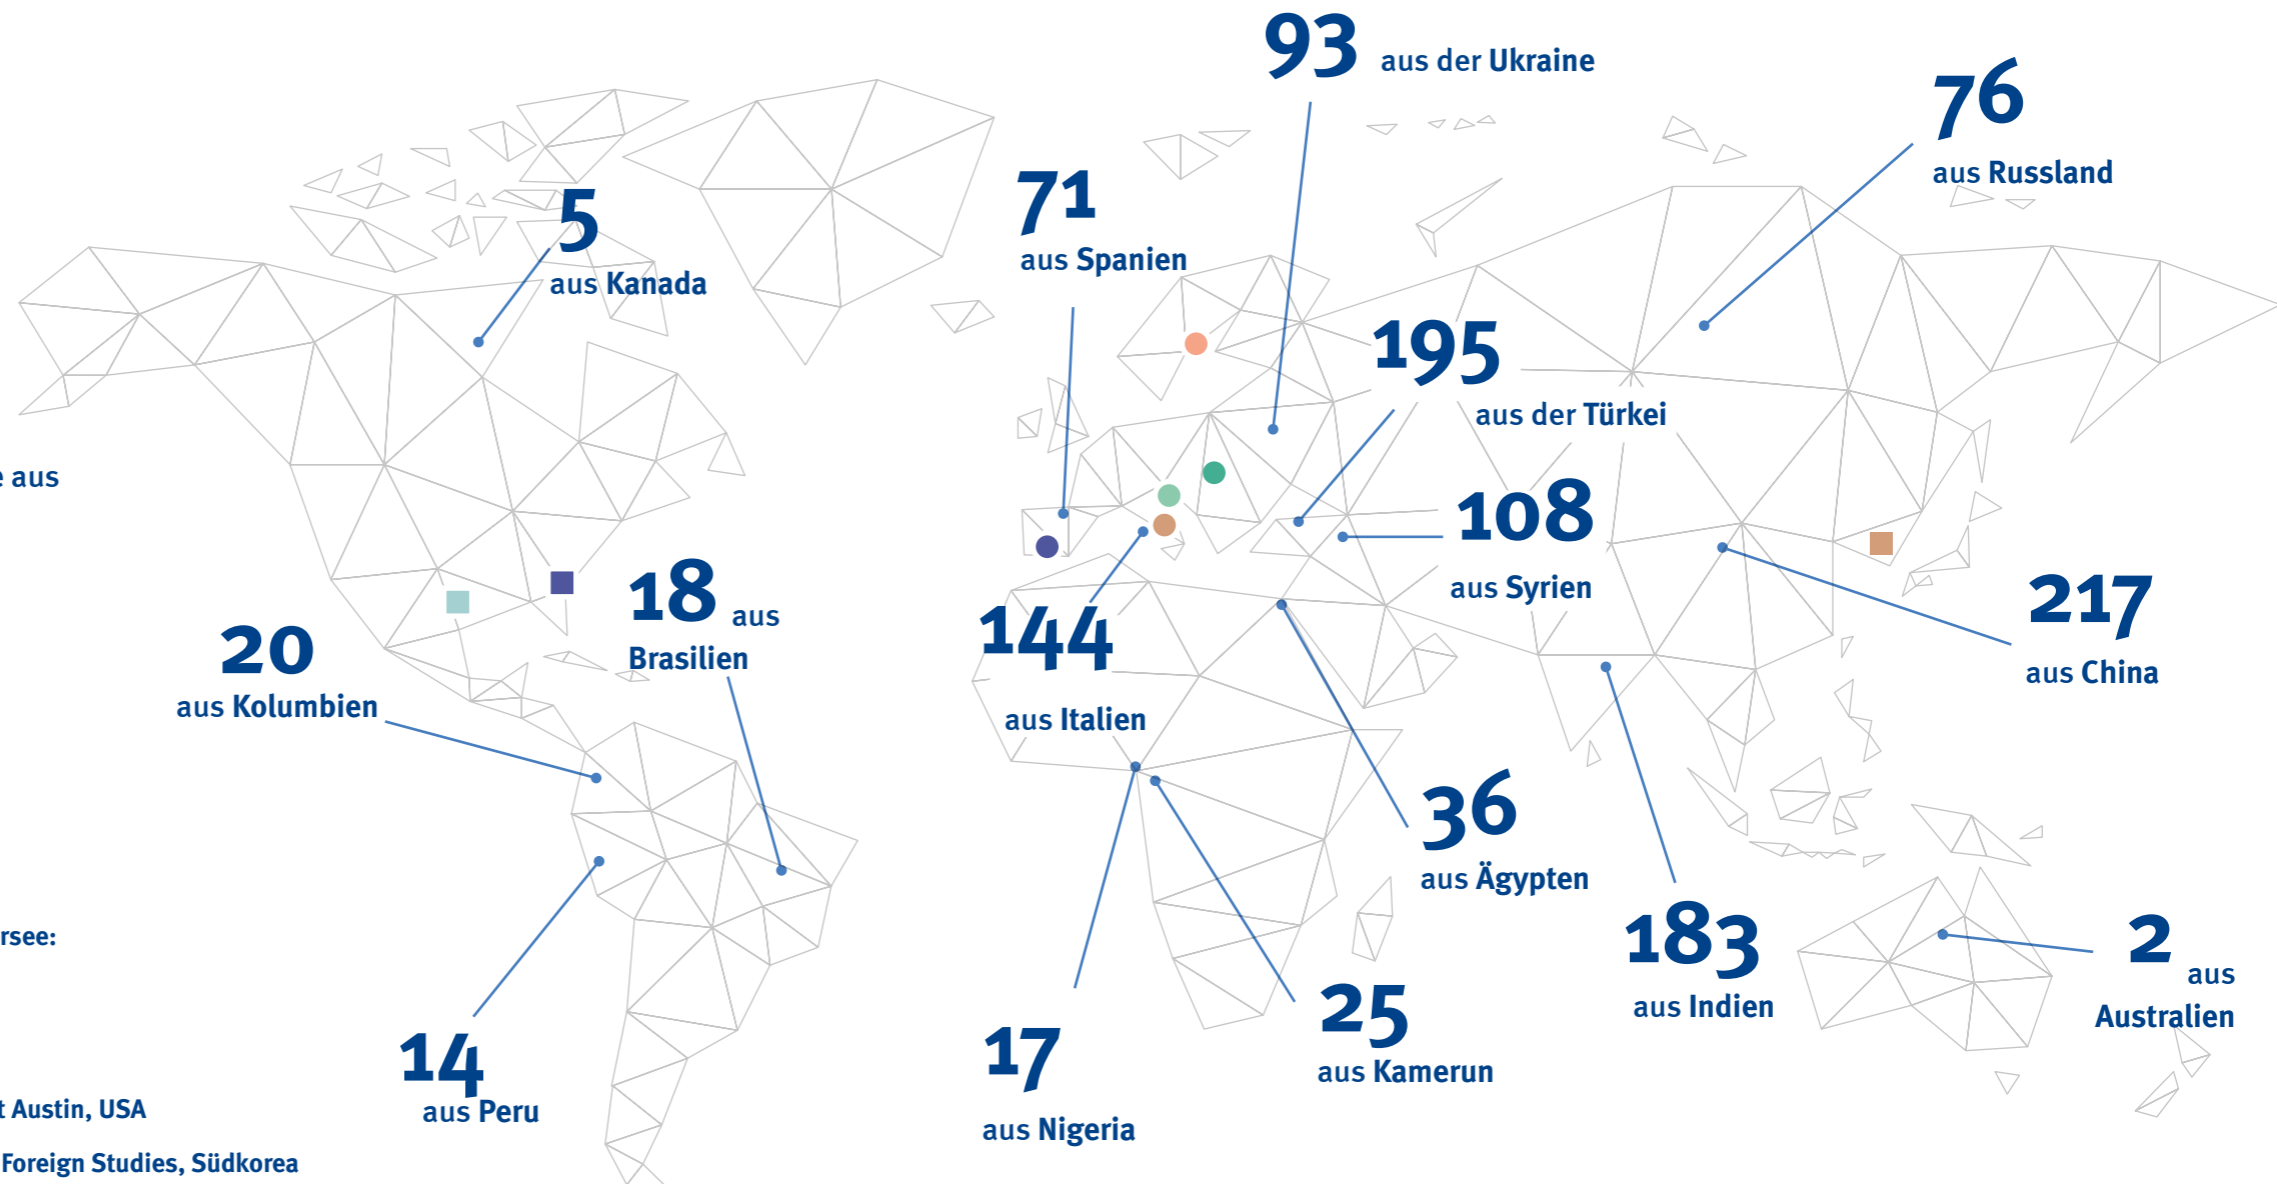 93 aus der Ukraine
76
aus Russland
71
aus Spanien
5
aus Kanada
195
aus der Türkei
aus
108
aus Syrien
18 aus
Brasilien
20
aus Kolumbien
144
aus Italien
217
aus China
36
aus Ägypten
183
aus Indien
2 aus
Australien
rsee:
25
aus Kamerun
17
aus Nigeria
14
aus Peru
t Austin, USA
Foreign Studies, Südkorea